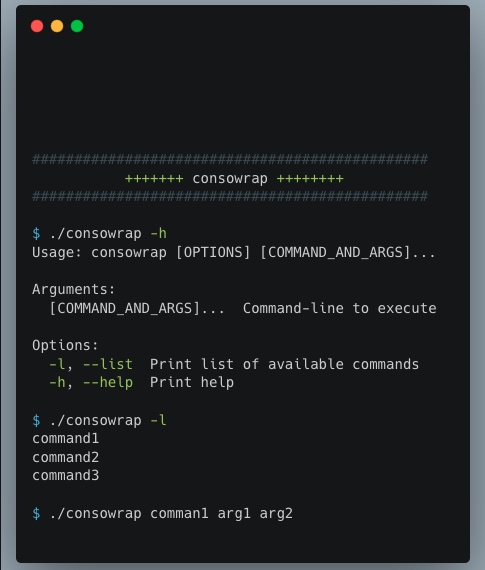 ###############################################
+++++++ consowrap ++++++++
###############################################
$ ./consowrap -h
Usage: consowrap [OPTIONS] [COMMAND_AND_ARGS]...
Arguments:
[COMMAND_AND_ARGS]...  Command-line to execute
Options:
-l, --list  Print list of available commands
-h, --help  Print help
$ ./consowrap -l
command1
command2
command3
$ ./consowrap comman1 arg1 arg2